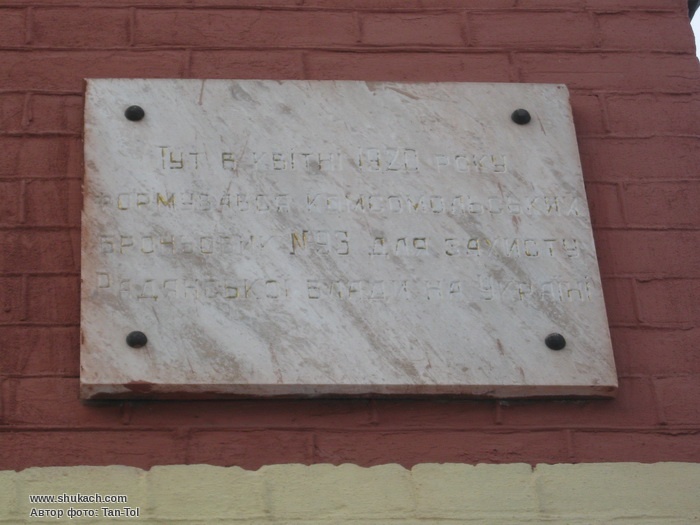 Тут в квітні 1920 року
формувався комсомольський
бронепоїзд №96 для захисту
Радянської влади на Україні
www.shukach.com
Автор фото: Tan-Tol